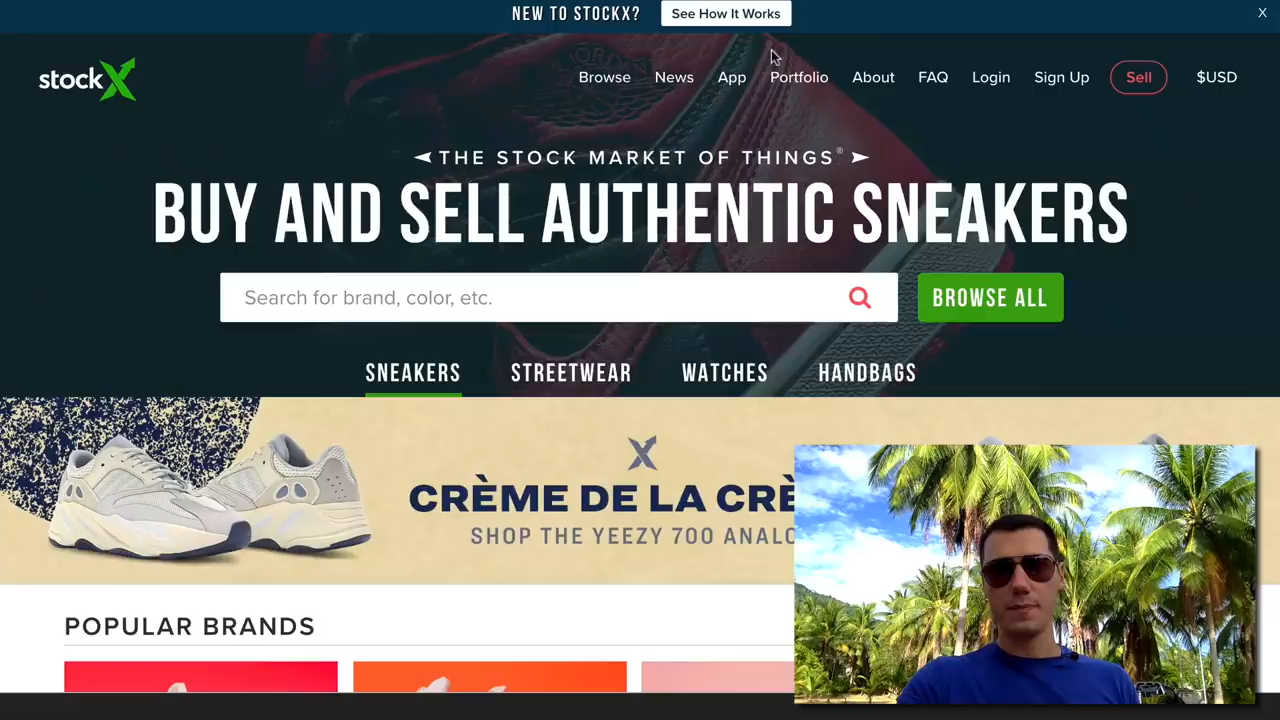 NEW TO STOCKX? See How It Works X
stockX Browse News App Portfolio About FAQ Login Sign Up Sell $USD
THE STOCK MARKET OF THINGS®
BUY AND SELL AUTHENTIC SNEAKERS
Search for brand, color, etc. BROWSE ALL
SNEAKERS STREETWEAR WATCHES HANDBAGS
CRÈME DE LA CRÈ
SHOP THE YEEZY 700 ANALO
POPULAR BRANDS